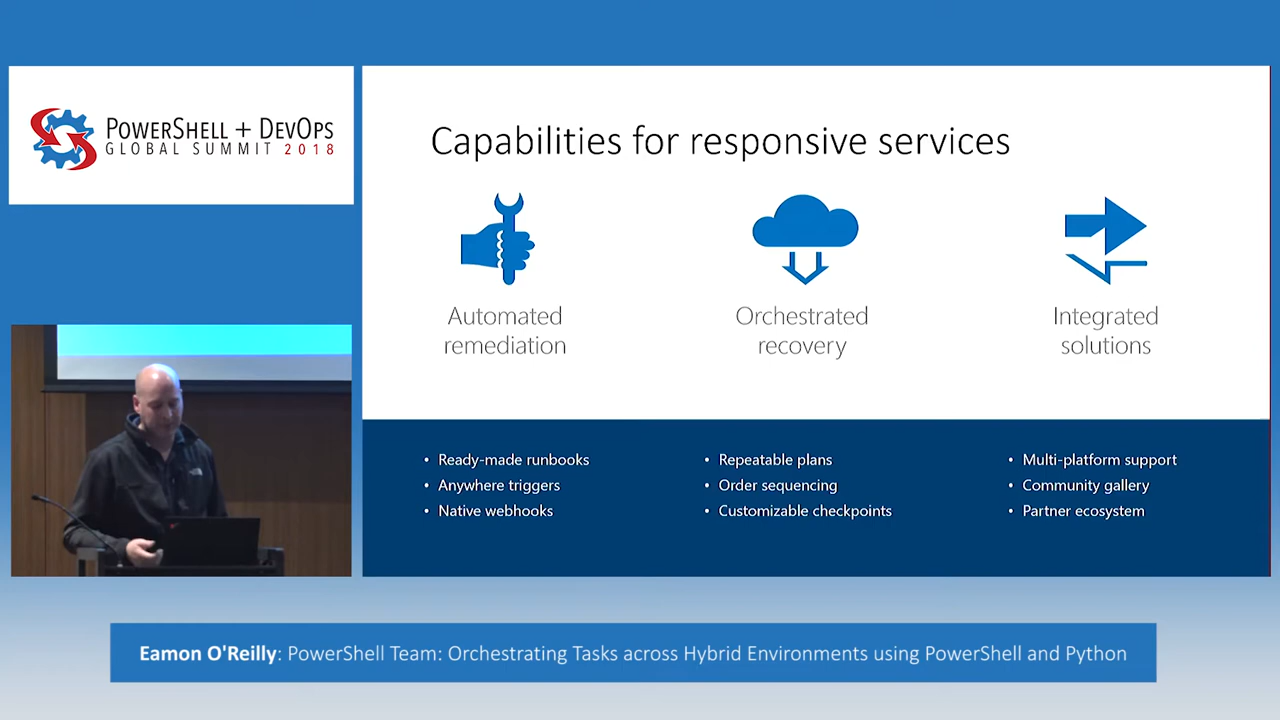 POWERSHELL + DEVOPS
GLOBAL SUMMIT 2018
Capabilities for responsive services
Automated
remediation
Orchestrated
recovery
Integrated
solutions
• Ready-made runbooks
• Anywhere triggers
• Native webhooks
• Repeatable plans
• Order sequencing
• Customizable checkpoints
• Multi-platform support
• Community gallery
• Partner ecosystem
Eamon O'Reilly: PowerShell Team: Orchestrating Tasks across Hybrid Environments using PowerShell and Python